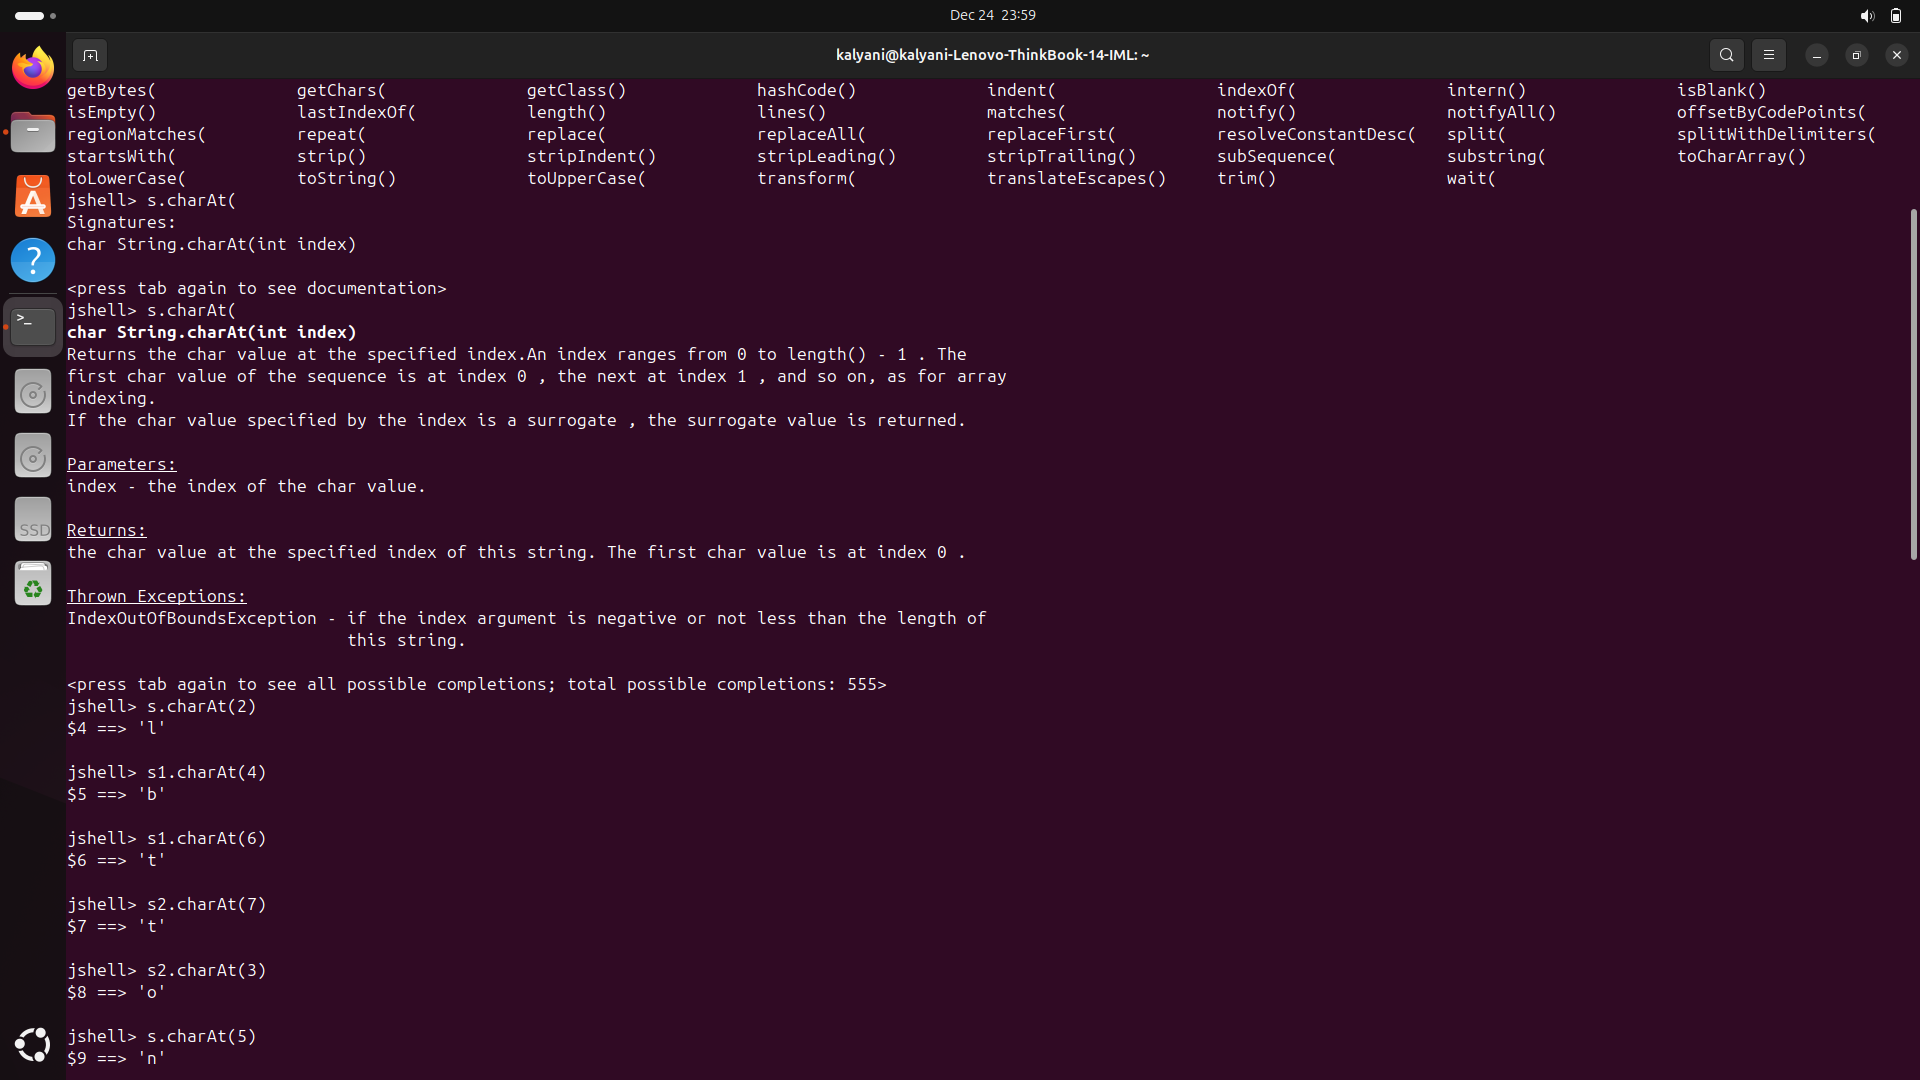 Dec 24 23:59
kalyani@kalyani-Lenovo-ThinkBook-14-IML: ~
getBytes( getChars( getClass() hashCode() indent( indexOf( intern() isBlank()
isEmpty() lastIndexOf( length() lines() matches( notify() notifyAll() offsetByCodePoints(
regionMatches( repeat( replace( replaceAll( replaceFirst( resolveConstantDesc( split( splitWithDelimiters(
startsWith( strip() stripIndent() stripLeading() stripTrailing() subSequence( substring( toCharArray()
toLowerCase( toString() toUpperCase( transform( translateEscapes() trim() wait(
jshell> s.charAt(
Signatures:
char String.charAt(int index)
<press tab again to see documentation>
jshell> s.charAt(
char String.charAt(int index)
Returns the char value at the specified index.An index ranges from 0 to length() - 1 . The
first char value of the sequence is at index 0 , the next at index 1 , and so on, as for array
indexing.
If the char value specified by the index is a surrogate , the surrogate value is returned.
Parameters:
index - the index of the char value.
Returns:
the char value at the specified index of this string. The first char value is at index 0 .
Thrown Exceptions:
IndexOutOfBoundsException - if the index argument is negative or not less than the length of
this string.
<press tab again to see all possible completions; total possible completions: 555>
jshell> s.charAt(2)
$4 ==> 'l'
jshell> s1.charAt(4)
$5 ==> 'b'
jshell> s1.charAt(6)
$6 ==> 't'
jshell> s2.charAt(7)
$7 ==> 't'
jshell> s2.charAt(3)
$8 ==> 'o'
jshell> s.charAt(5)
$9 ==> 'n'
SSD